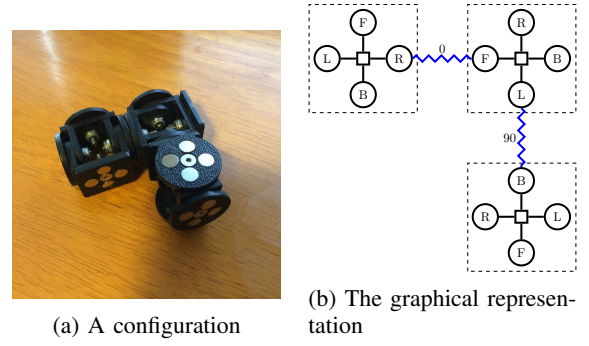 F
R
L
R
0
F
B
B
L
90
B
R
L
F
(a) A configuration
(b) The graphical represen-
tation